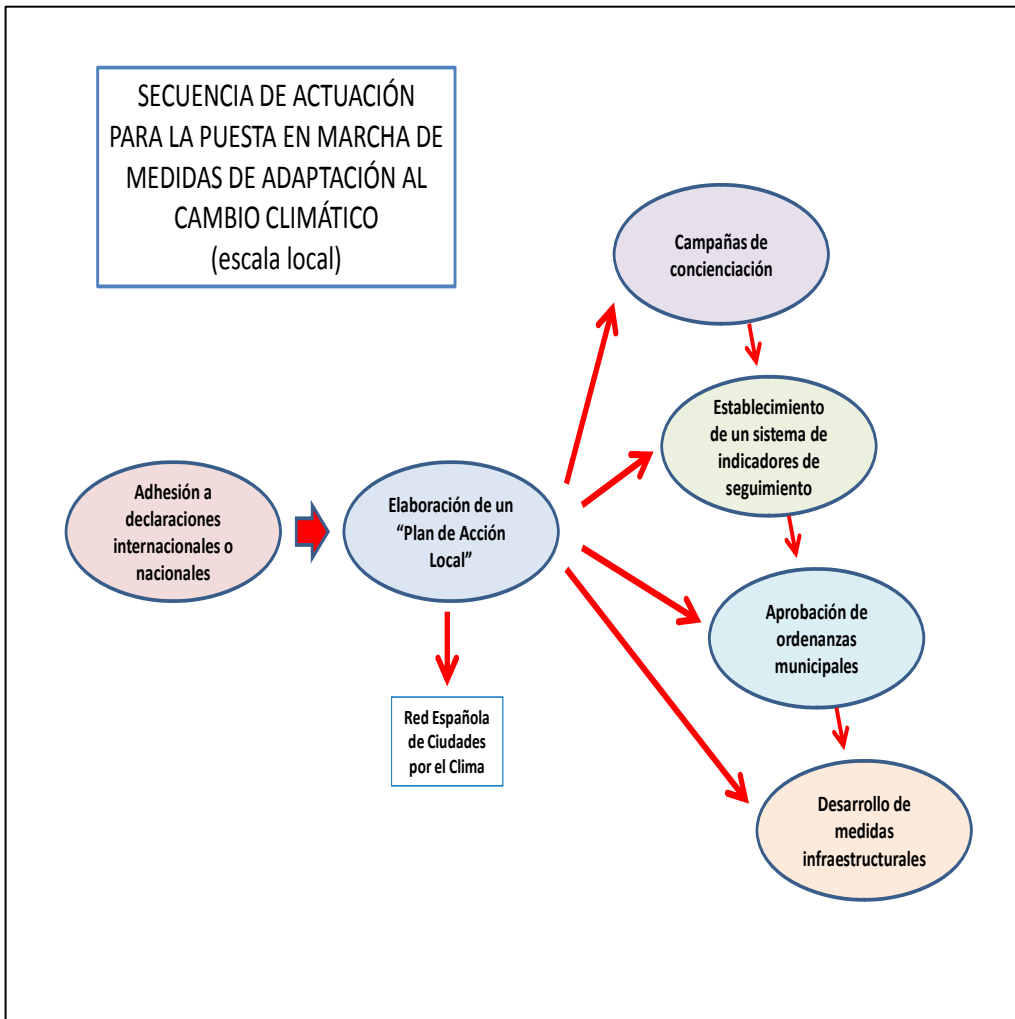 SECUENCIA DE ACTUACIÓN
PARA LA PUESTA EN MARCHA DE
MEDIDAS DE ADAPTACIÓN AL
CAMBIO CLIMÁTICO
(escala local)
Adhesión a
declaraciones
internacionales o
nacionales
Elaboración de un
“Plan de Acción
Local”
Red Española
de Ciudades
por el Clima
Campañas de
concienciación
Establecimiento
de un sistema de
indicadores de
seguimiento
Aprobación de
ordenanzas
municipales
Desarrollo de
medidas
infraestructurales